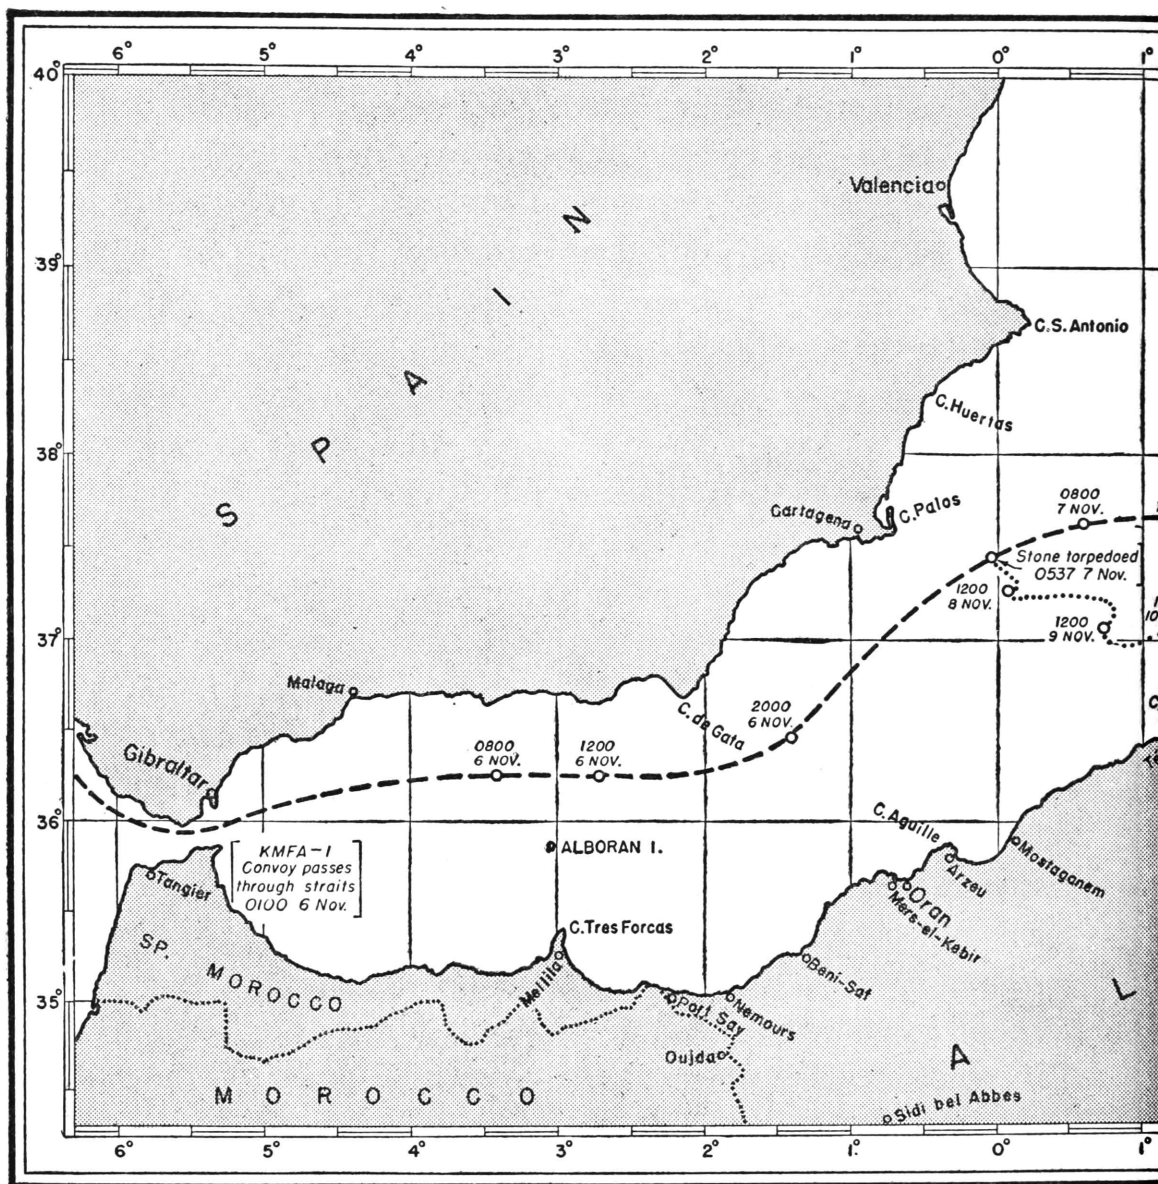 6° 5° 4° 3° 2° 1° 0° 1°
40°
Valencia
39°
C.S. Antonio
SPAIN
C. Huertas
38°
Cartagena
C. Palos
0800
7 NOV.
Stone torpedoed
0537 7 Nov.
1200
8 NOV.
1200
9 NOV.
37°
Malaga
C. de Gata
2000
6 NOV.
0800
6 NOV.
1200
6 NOV.
Gibraltar
36°
KMFA-1
Convoy passes
through straits
0100 6 Nov.
ALBORAN I.
C. Aguille
Arzeu
Mostaganem
Oran
Mers-el-Kebir
Tangier
C. Tres Forcas
Mellila
Beni-Saf
SP.
MOROCCO
35°
Port Say
Nemours
Oujda
A L
MOROCCO
Sidi bel Abbes
6° 5° 4° 3° 2° 1° 0° 1°